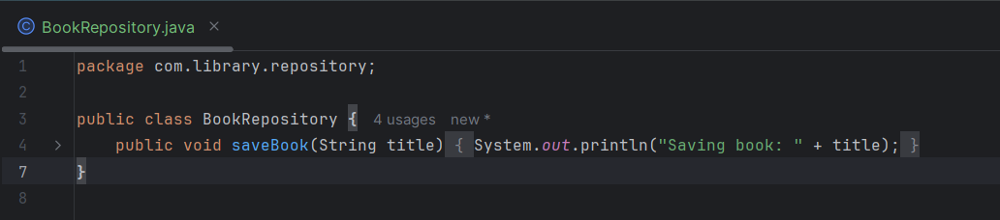 BookRepository.java
1 package com.library.repository;
2
3 public class BookRepository { 4 usages new *
4 public void saveBook(String title) { System.out.println("Saving book: " + title); }
7 }
8